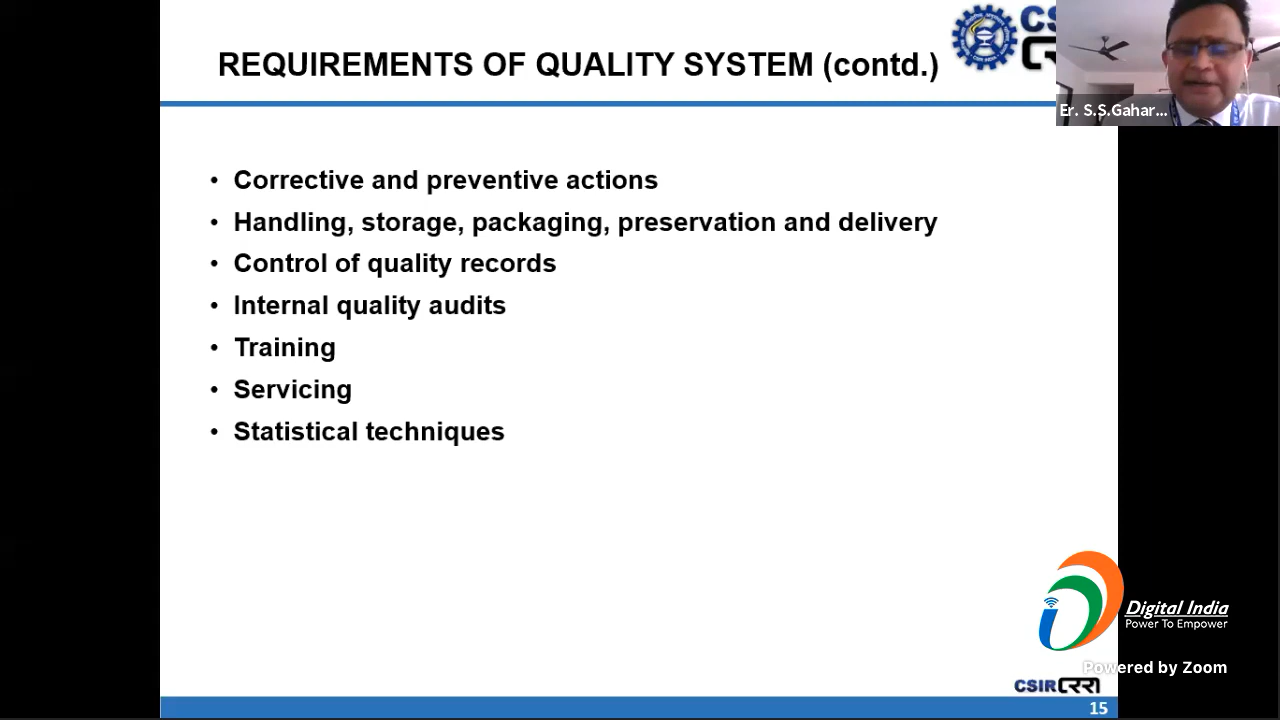 REQUIREMENTS OF QUALITY SYSTEM (contd.)
Er. S.S.Gahar...
• Corrective and preventive actions
• Handling, storage, packaging, preservation and delivery
• Control of quality records
• Internal quality audits
• Training
• Servicing
• Statistical techniques
Digital India
Power To Empower
Powered by Zoom
CSIR CRRI
15